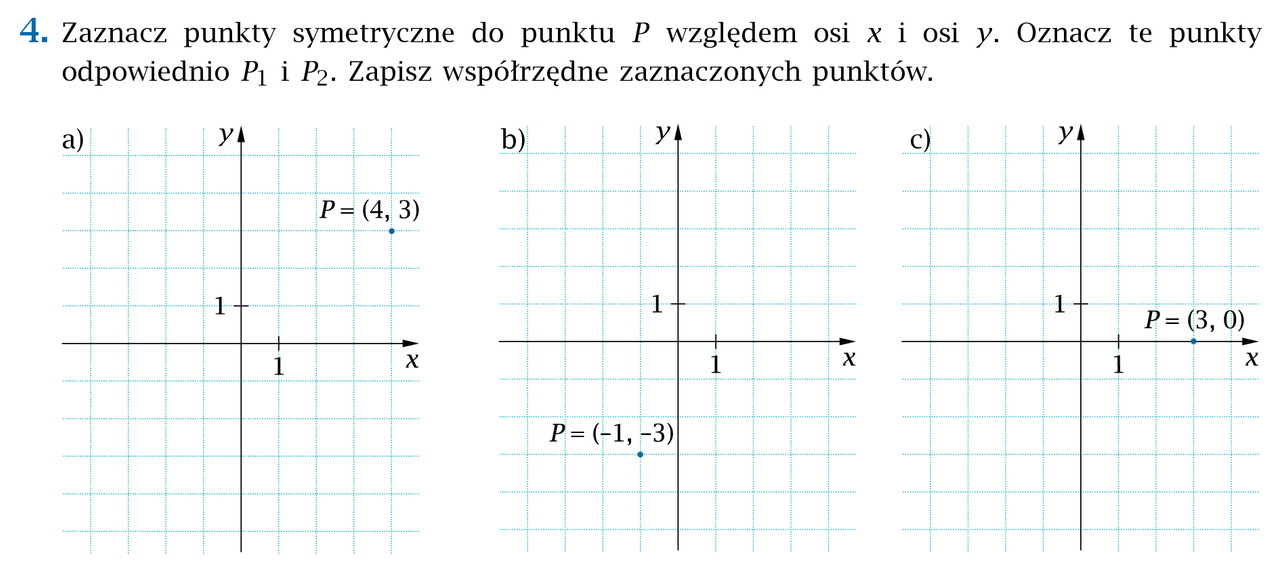 4. Zaznacz punkty symetryczne do punktu P względem osi x i osi y. Oznacz te punkty
odpowiednio P₁ i P₂. Zapisz współrzędne zaznaczonych punktów.
a)
y
P = (4, 3)
1
1
x
b)
y
1
1
x
P = (–1, –3)
c)
y
1
P = (3, 0)
1
x